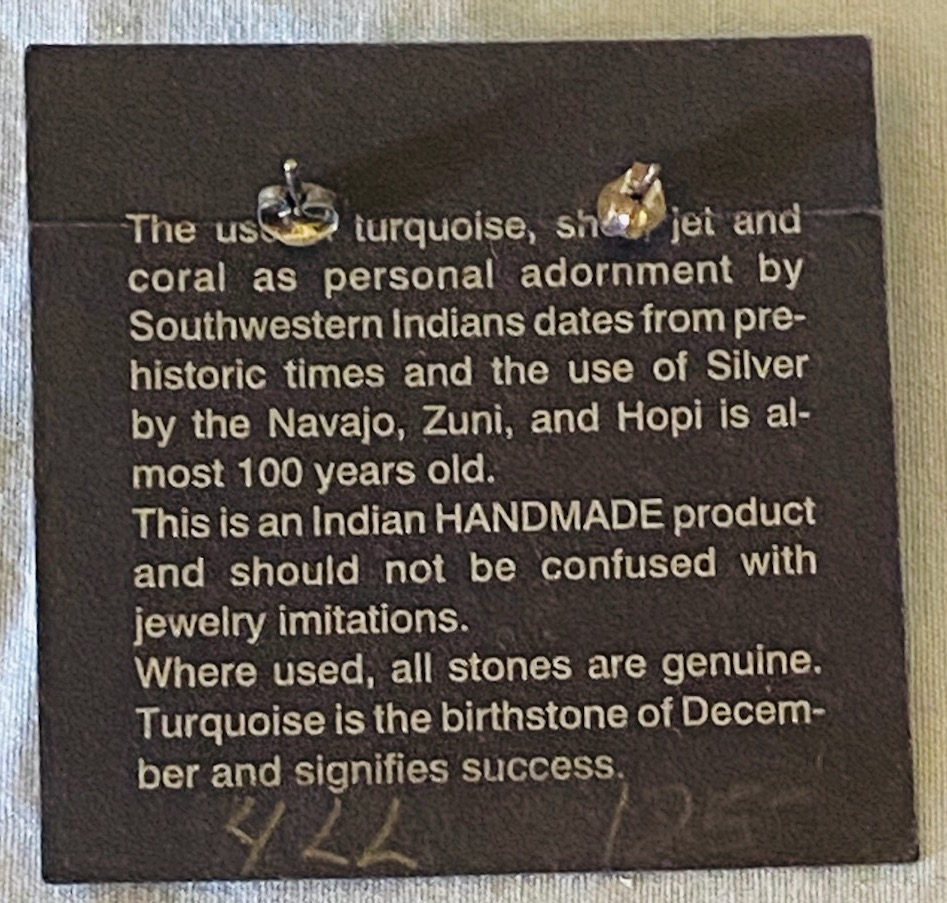 The turquoise, jet and
coral as personal adornment by
Southwestern Indians dates from pre-
historic times and the use of Silver
by the Navajo, Zuni, and Hopi is al-
most 100 years old.
This is an Indian HANDMADE product
and should not be confused with
jewelry imitations.
Where used, all stones are genuine.
Turquoise is the birthstone of Decem-
ber and signifies success.